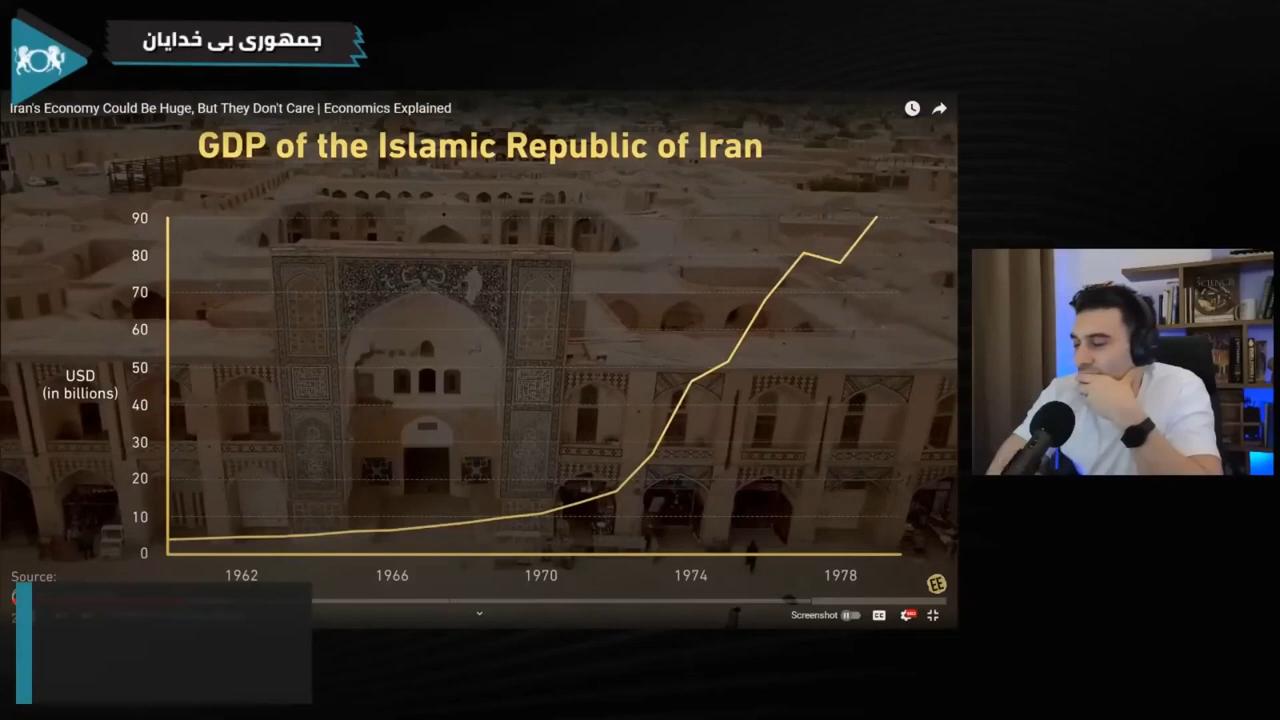 جمهوری بی خدایان
Iran's Economy Could Be Huge, But They Don't Care | Economics Explained
GDP of the Islamic Republic of Iran
90
80
70
60
50
40
30
20
10
0
USD
(in billions)
1962
1966
1970
1974
1978
Source:
EE
Screenshot
CC
SCIENCE